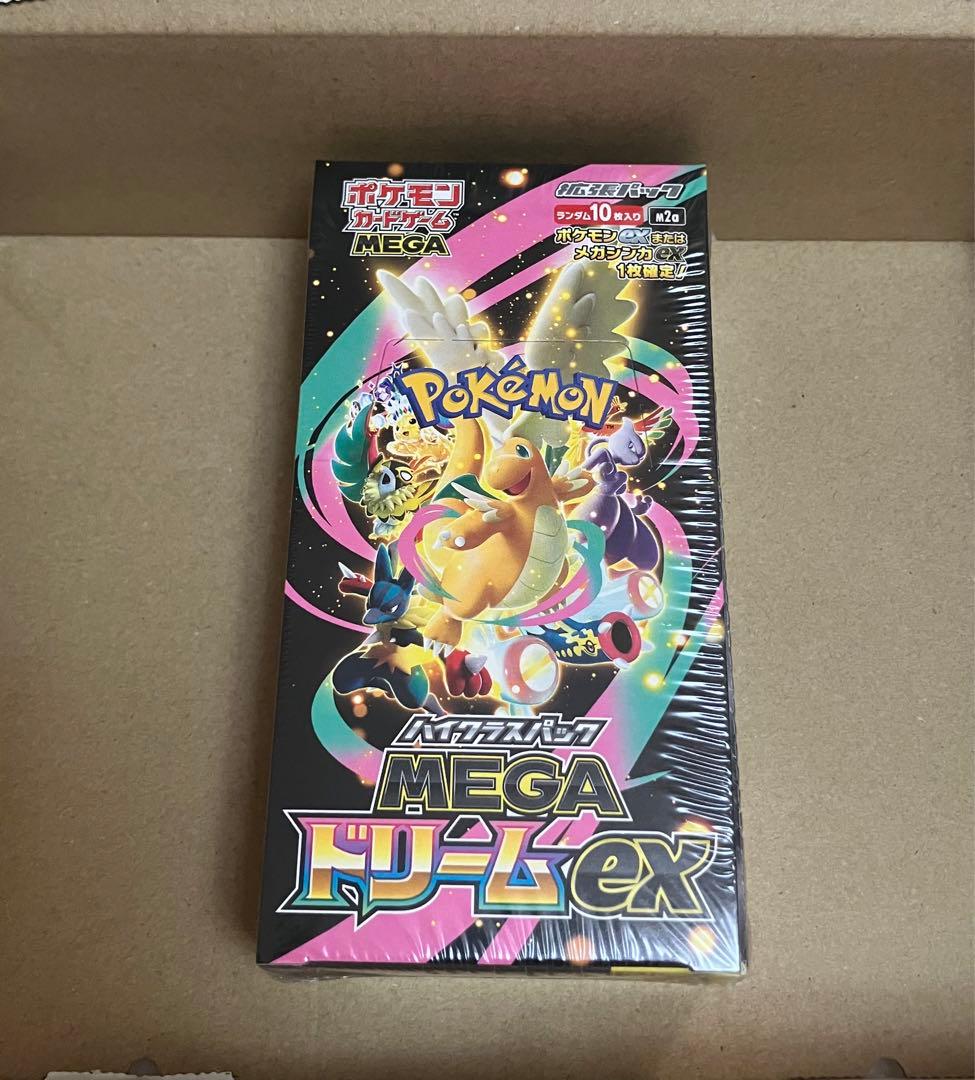 ポケモン
カードゲーム
MEGA
拡張パック
ランダム10枚入り M2a
ポケモンexまたは
メガシンカex
1枚確定！
POKéMON
TM
ハイクラスパック
MEGA
ドリームex